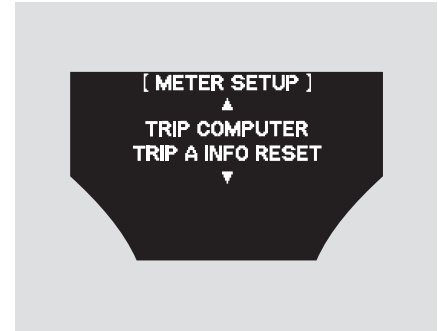 [ METER SETUP ]
▲
TRIP COMPUTER
TRIP A INFO RESET
▼